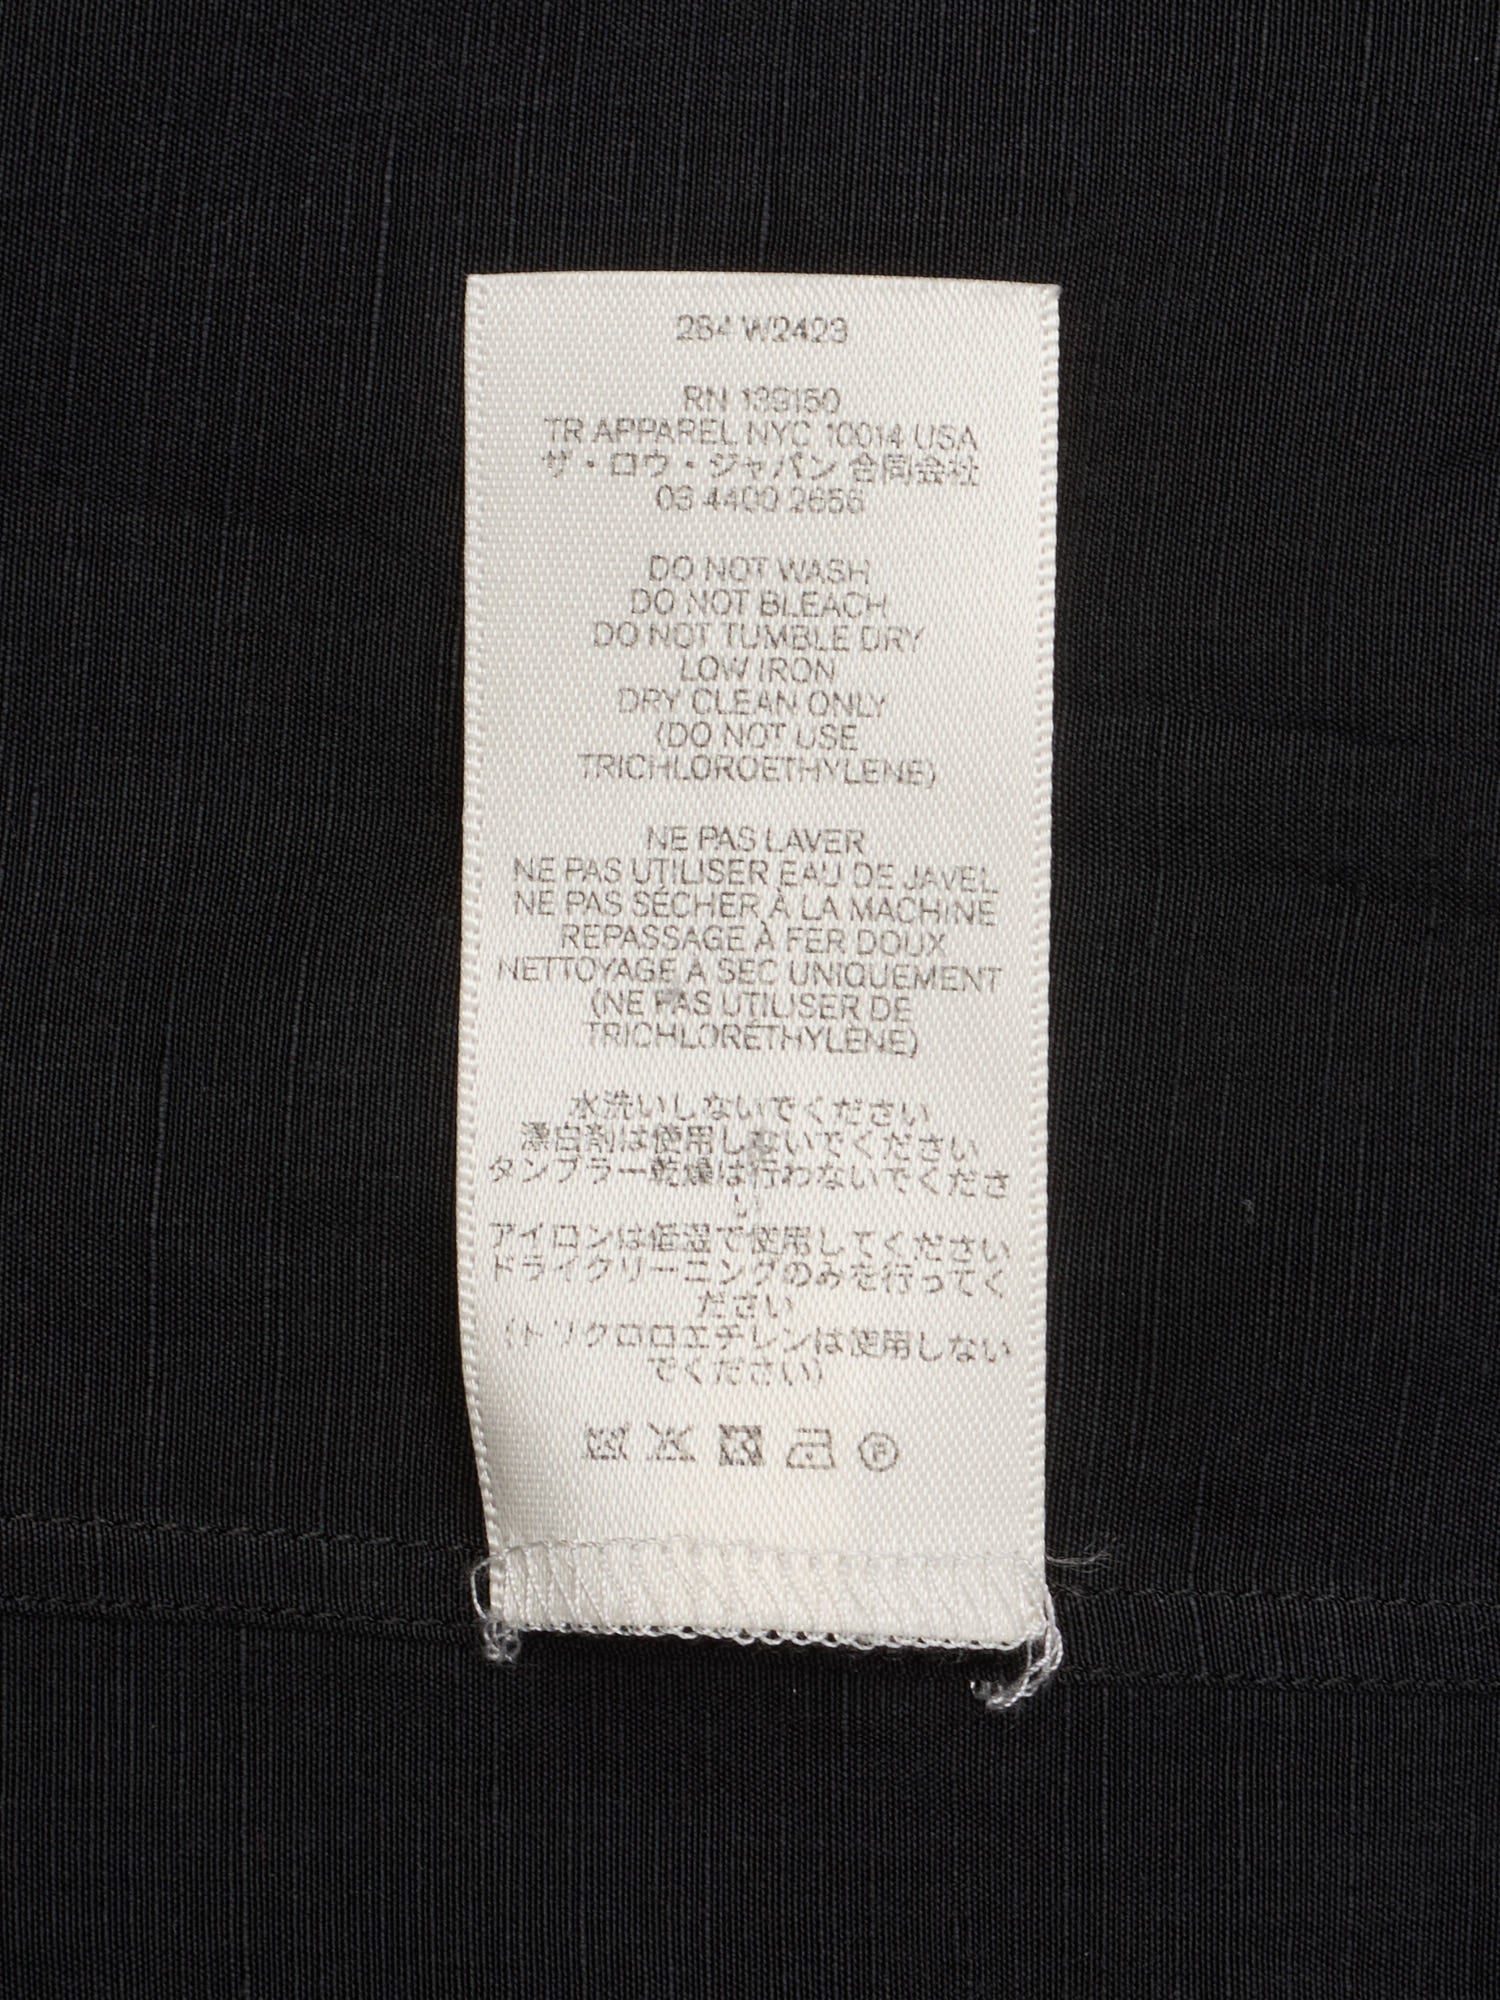 284 W2423
RN 139150
TR APPAREL NYC 10014 USA
ザ・ロウ・ジャパン 合同会社
03 4400 2656
DO NOT WASH
DO NOT BLEACH
DO NOT TUMBLE DRY
LOW IRON
DRY CLEAN ONLY
(DO NOT USE
TRICHLOROETHYLENE)
NE PAS LAVER
NE PAS UTILISER EAU DE JAVEL
NE PAS SÉCHER À LA MACHINE
REPASSAGE À FER DOUX
NETTOYAGE À SEC UNIQUEMENT
(NE PAS UTILISER DE
TRICHLORÉTHYLÈNE)
水洗いしないでください
漂白剤は使用しないでください
タンブラー乾燥は行わないでくださ
い
アイロンは低温で使用してください
ドライクリーニングのみを行ってく
ださい
(トリクロロエチレンは使用しない
でください)
P